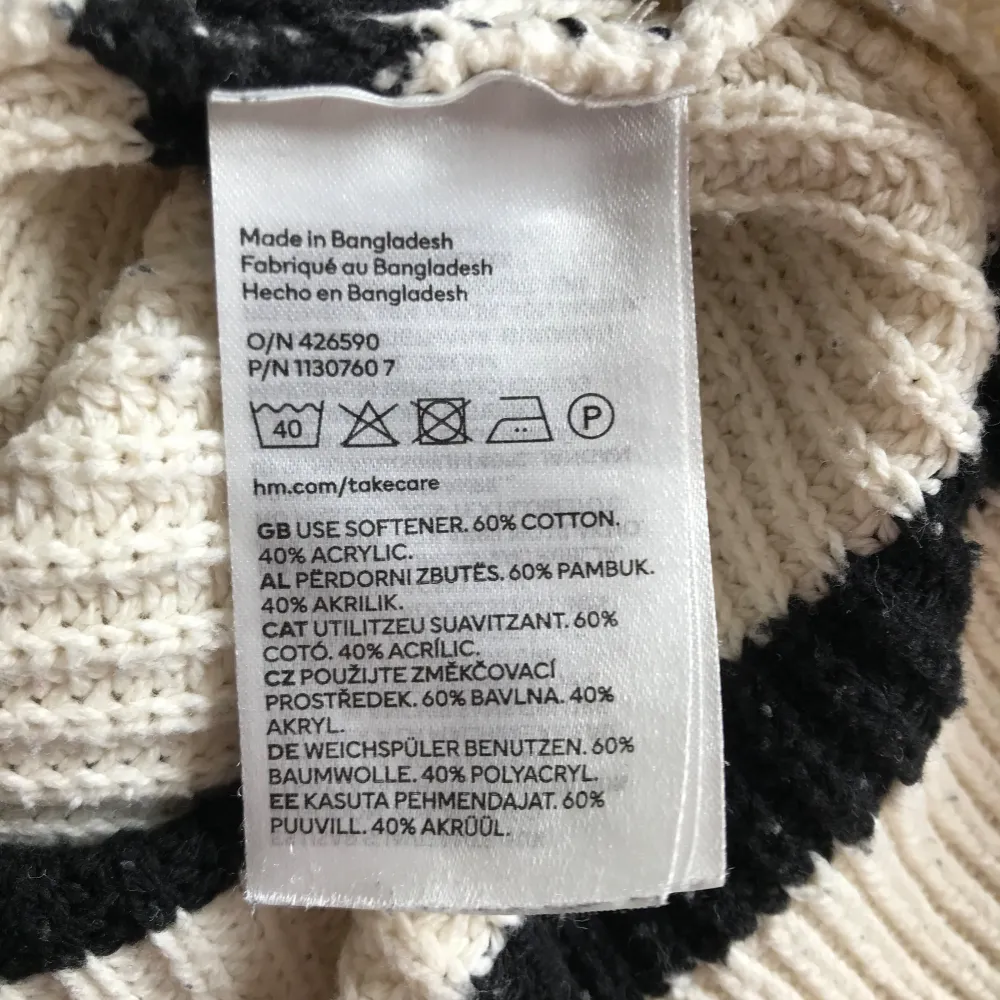 Made in Bangladesh
Fabriqué au Bangladesh
Hecho en Bangladesh
O/N 426590
P/N 1130760 7
40 P
hm.com/takecare
GB USE SOFTENER. 60% COTTON.
40% ACRYLIC.
AL PËRDORNI ZBUTËS. 60% PAMBUK.
40% AKRILIK.
CAT UTILITZEU SUAVITZANT. 60%
COTÓ. 40% ACRÍLIC.
CZ POUŽIJTE ZMĚKČOVACÍ
PROSTŘEDEK. 60% BAVLNA. 40%
AKRYL.
DE WEICHSPÜLER BENUTZEN. 60%
BAUMWOLLE. 40% POLYACRYL.
EE KASUTA PEHMENDAJAT. 60%
PUUVILL. 40% AKRÜÜL.